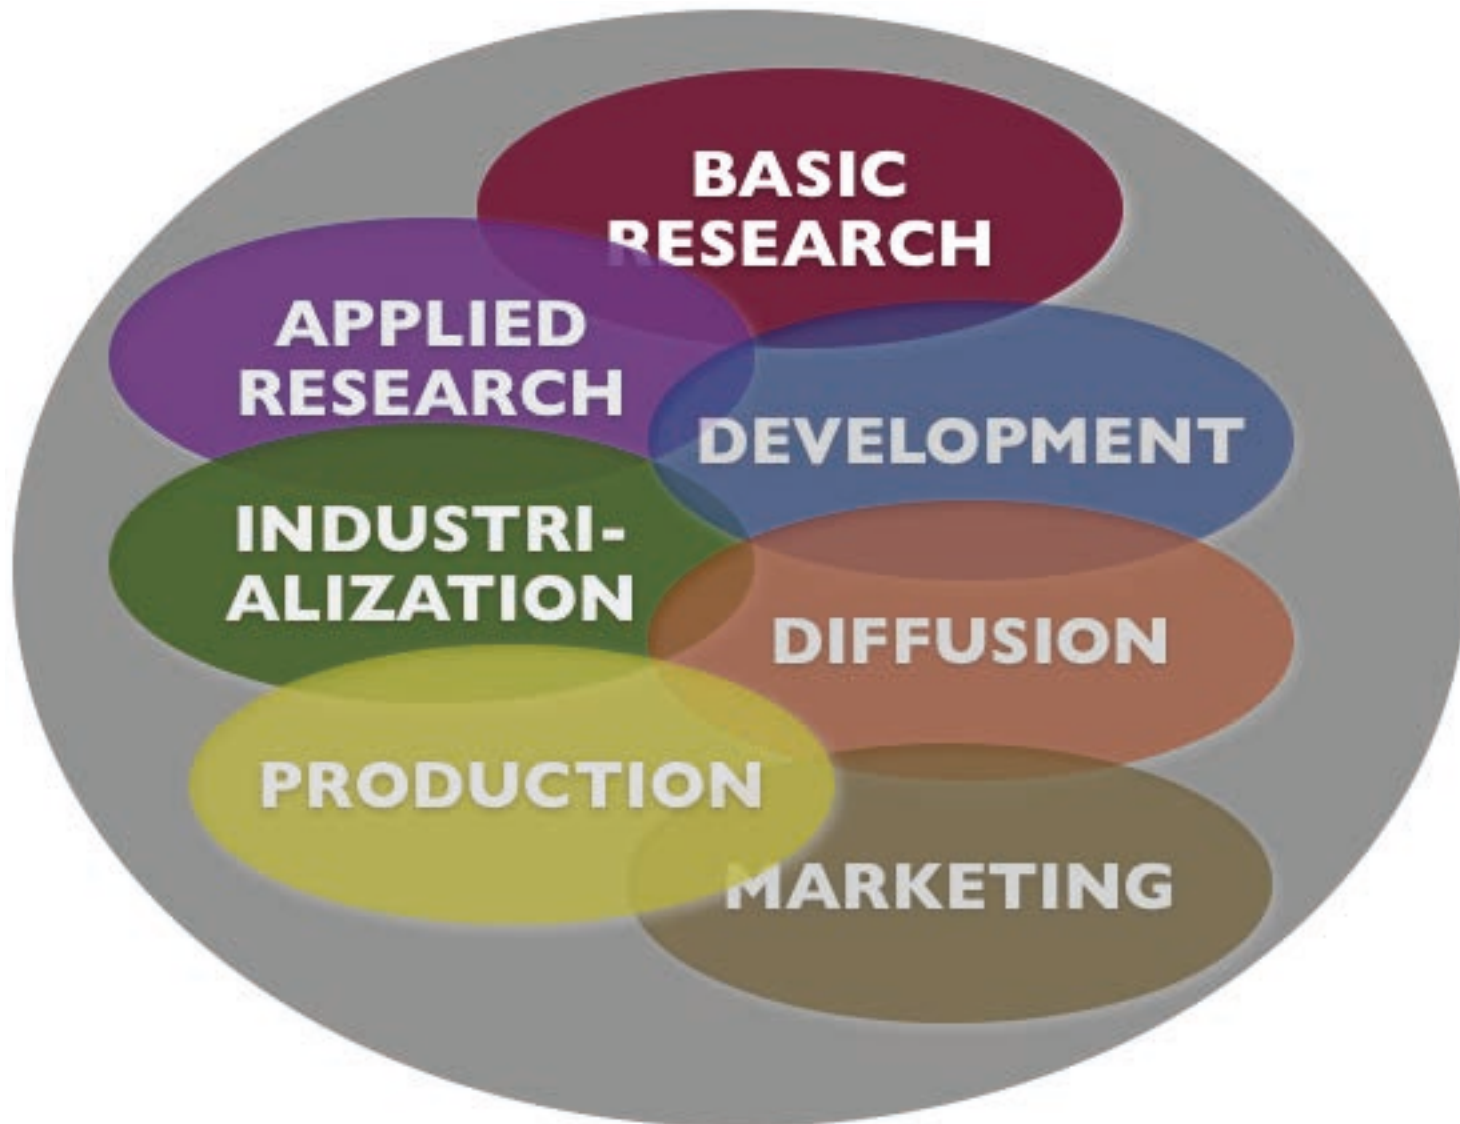 BASIC
RESEARCH
APPLIED
RESEARCH
DEVELOPMENT
INDUSTRI-
ALIZATION
DIFFUSION
PRODUCTION
MARKETING